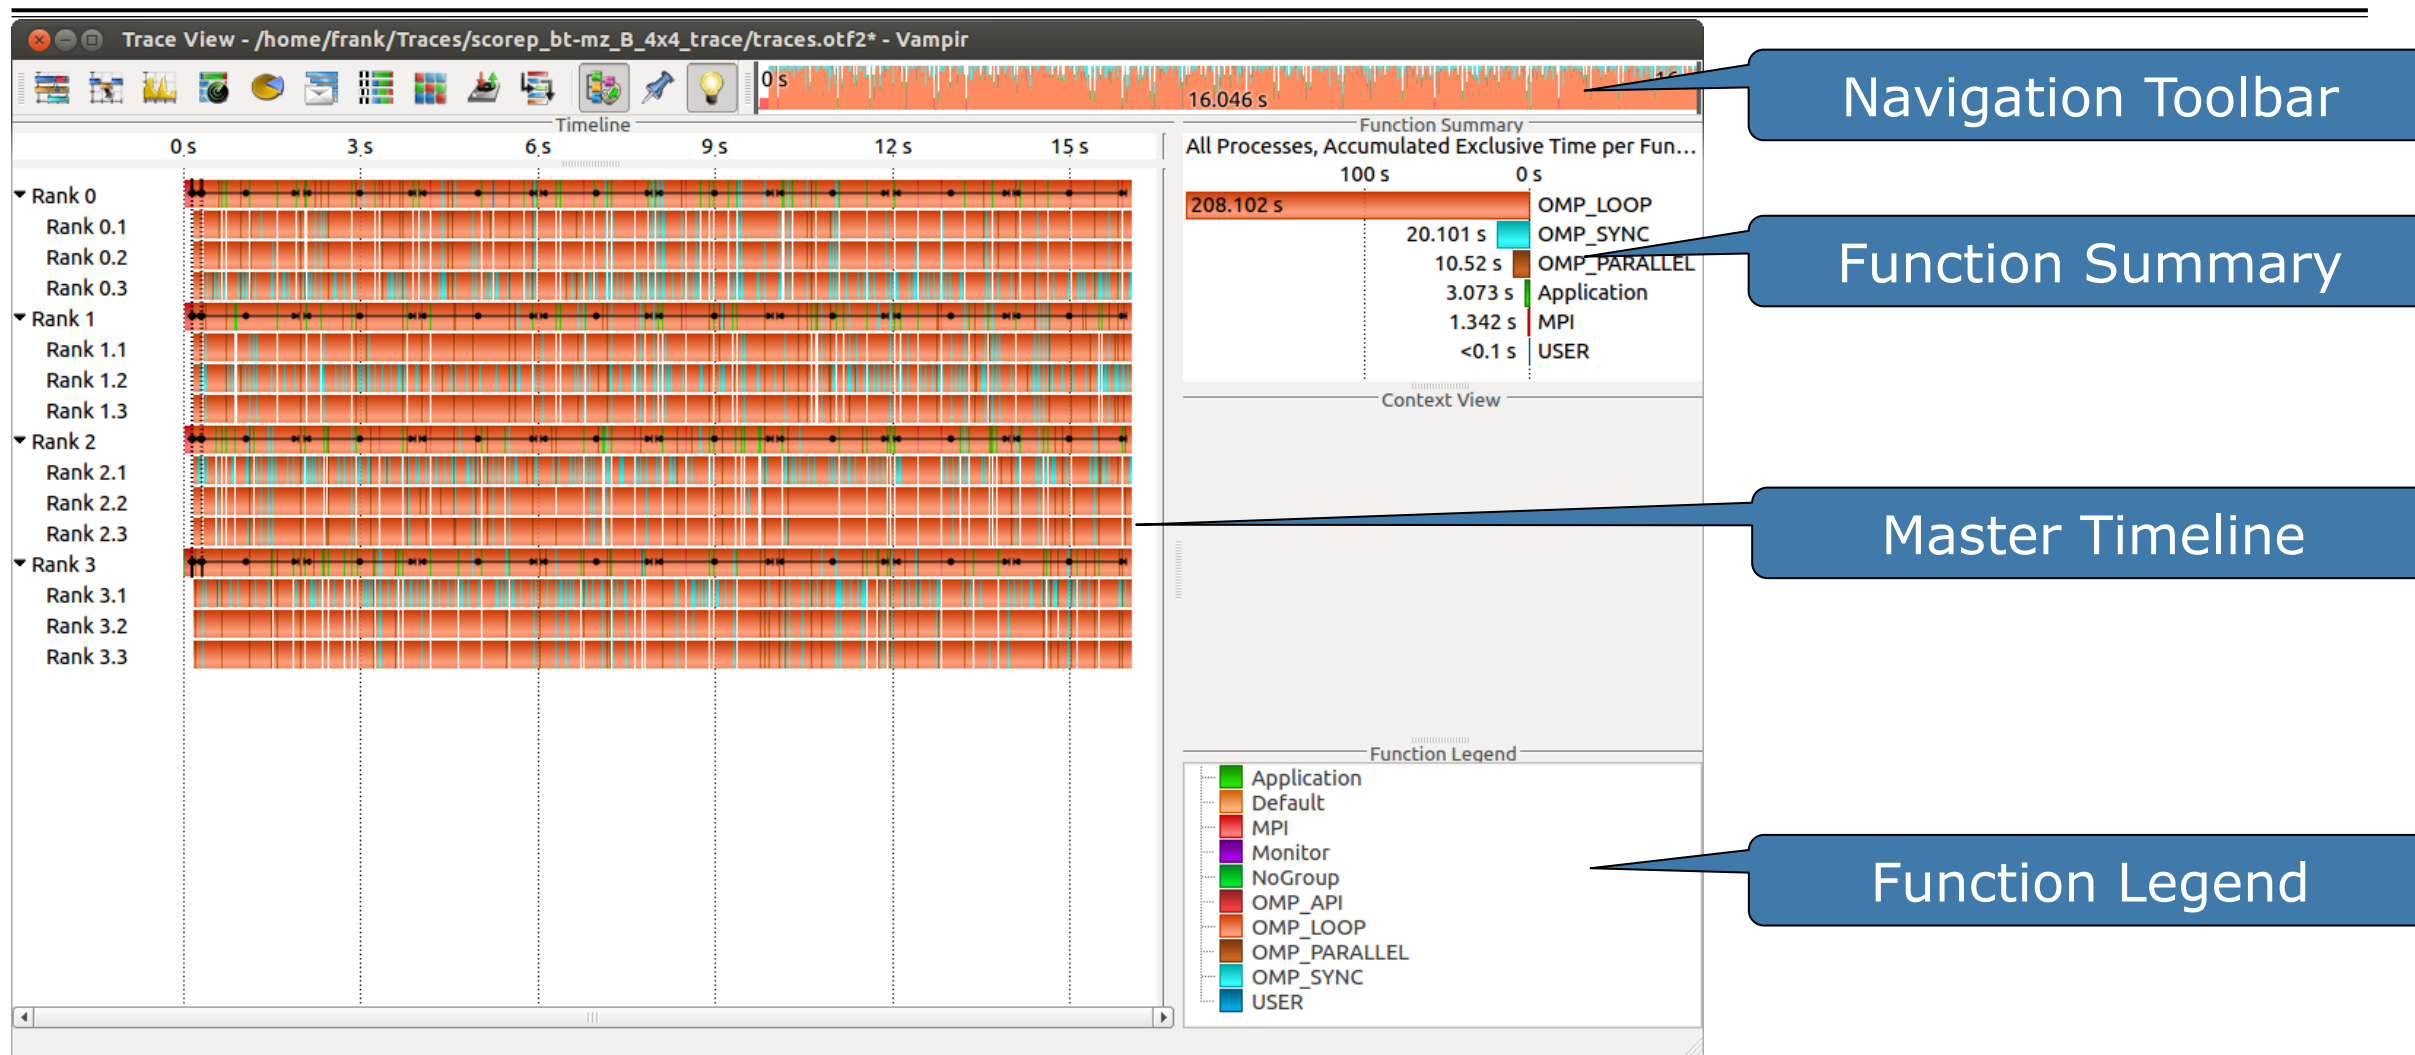 Trace View - /home/frank/Traces/scorep_bt-mz_B_4x4_trace/traces.otf2* - Vampir
0 s
16.046 s
Navigation Toolbar
Timeline
0 s 3 s 6 s 9 s 12 s 15 s
Rank 0
Rank 0.1
Rank 0.2
Rank 0.3
Rank 1
Rank 1.1
Rank 1.2
Rank 1.3
Rank 2
Rank 2.1
Rank 2.2
Rank 2.3
Rank 3
Rank 3.1
Rank 3.2
Rank 3.3
Function Summary
All Processes, Accumulated Exclusive Time per Fun...
100 s 0 s
208.102 s OMP_LOOP
20.101 s OMP_SYNC
10.52 s OMP_PARALLEL
3.073 s Application
1.342 s MPI
<0.1 s USER
Function Summary
Context View
Master Timeline
Function Legend
Application
Default
MPI
Monitor
NoGroup
OMP_API
OMP_LOOP
OMP_PARALLEL
OMP_SYNC
USER
Function Legend